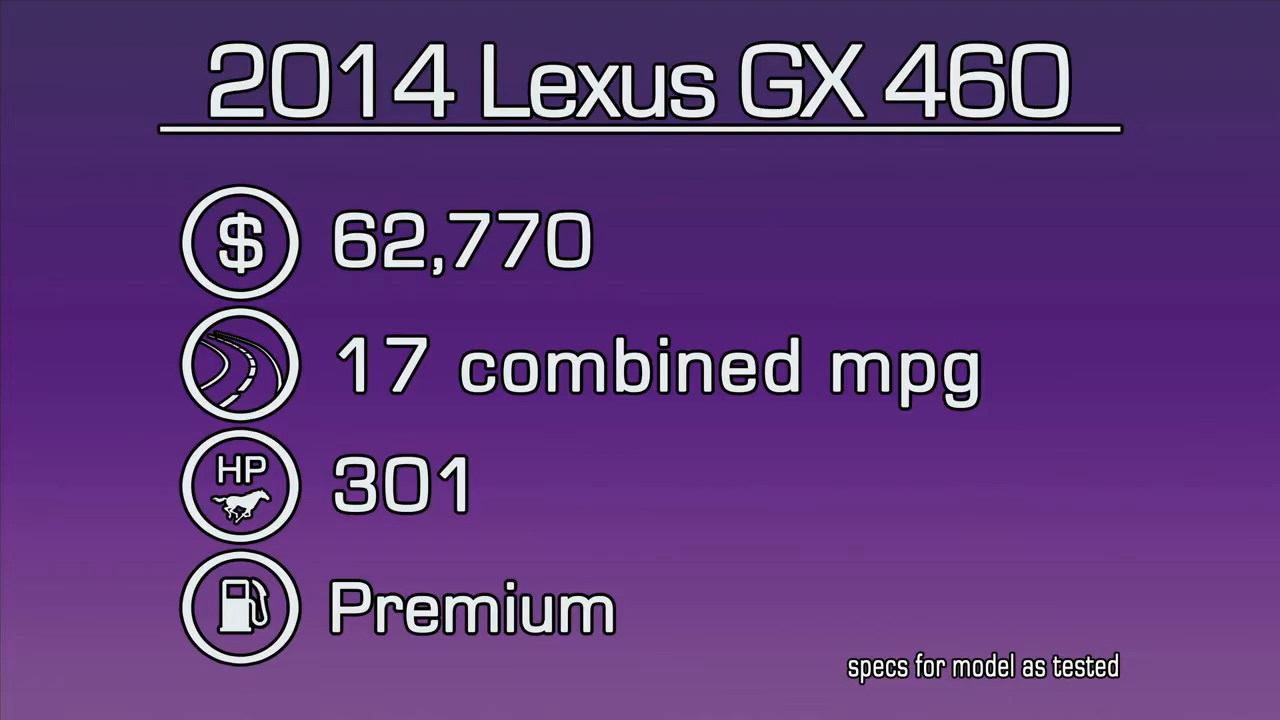 2014 Lexus GX 460
$ 62,770
17 combined mpg
HP 301
Premium
specs for model as tested